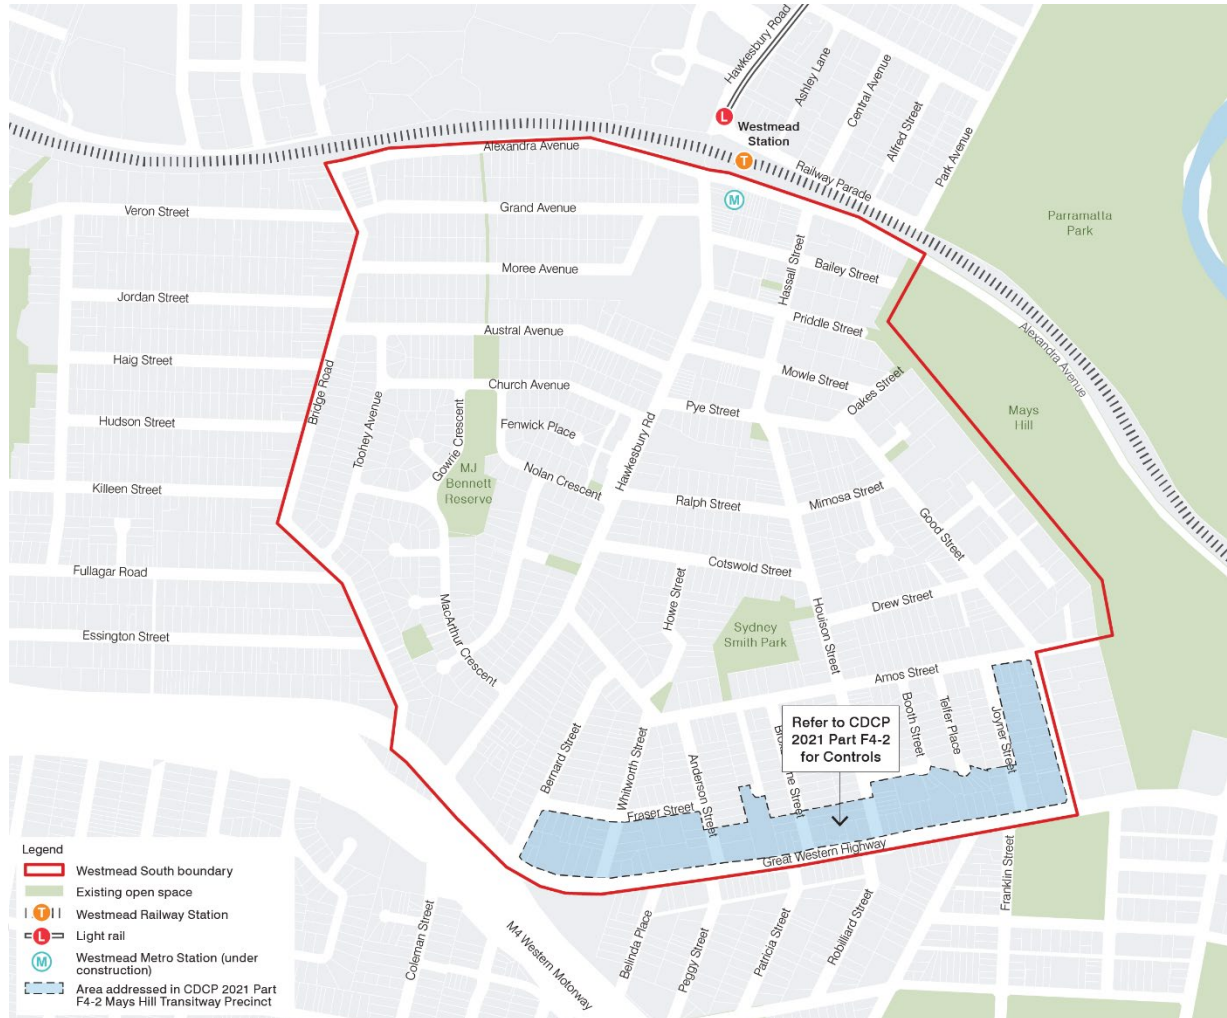 Hawkesbury Road
Ashley Lane
Central Avenue
Alfred Street
Park Avenue
L
Westmead
Station
T
Railway Parade
Alexandra Avenue
M
Veron Street
Grand Avenue
Parramatta
Park
Moree Avenue
Hassall Street
Bailey Street
Jordan Street
Priddle Street
Austral Avenue
Alexandra Avenue
Haig Street
Bridge Road
Mowle Street
Oakes Street
Church Avenue
Toohey Avenue
Pye Street
Mays
Hill
Hudson Street
Fenwick Place
Gowrie Crescent
Hawkesbury Rd
MJ
Bennett
Reserve
Nolan Crescent
Killeen Street
Ralph Street
Mimosa Street
Good Street
Fullagar Road
Cotswold Street
Howe Street
Houison Street
Drew Street
Essington Street
MacArthur Crescent
Sydney
Smith Park
Amos Street
Refer to CDCP
2021 Part F4-2
for Controls
Booth Street
Telfer Place
Joyner Street
Bernard Street
Whitworth Street
Anderson Street
Fraser Street
Great Western Highway
Franklin Street
Coleman Street
M4 Western Motorway
Belinda Place
Peggy Street
Patricia Street
Robilliard Street
Legend
Westmead South boundary
Existing open space
T Westmead Railway Station
L Light rail
M Westmead Metro Station (under
construction)
Area addressed in CDCP 2021 Part
F4-2 Mays Hill Transitway Precinct